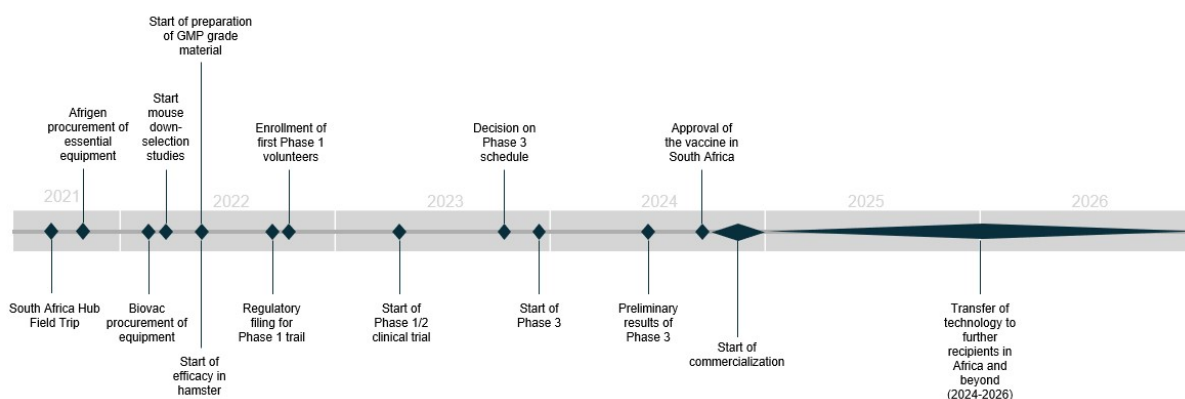 Start of preparation
of GMP grade
material
Afrigen
procurement of
essential
equipment
Start
mouse
down-
selection
studies
Enrollment of
first Phase 1
volunteers
Decision on
Phase 3
schedule
Approval of
the vaccine in
South Africa
2021
2022
2023
2024
2025
2026
South Africa Hub
Field Trip
Biovac
procurement of
equipment
Start of
efficacy in
hamster
Regulatory
filing for
Phase 1 trail
Start of
Phase 1/2
clinical trial
Start of
Phase 3
Preliminary
results of
Phase 3
Start of
commercialization
Transfer of
technology to
further
recipients in
Africa and
beyond
(2024-2026)